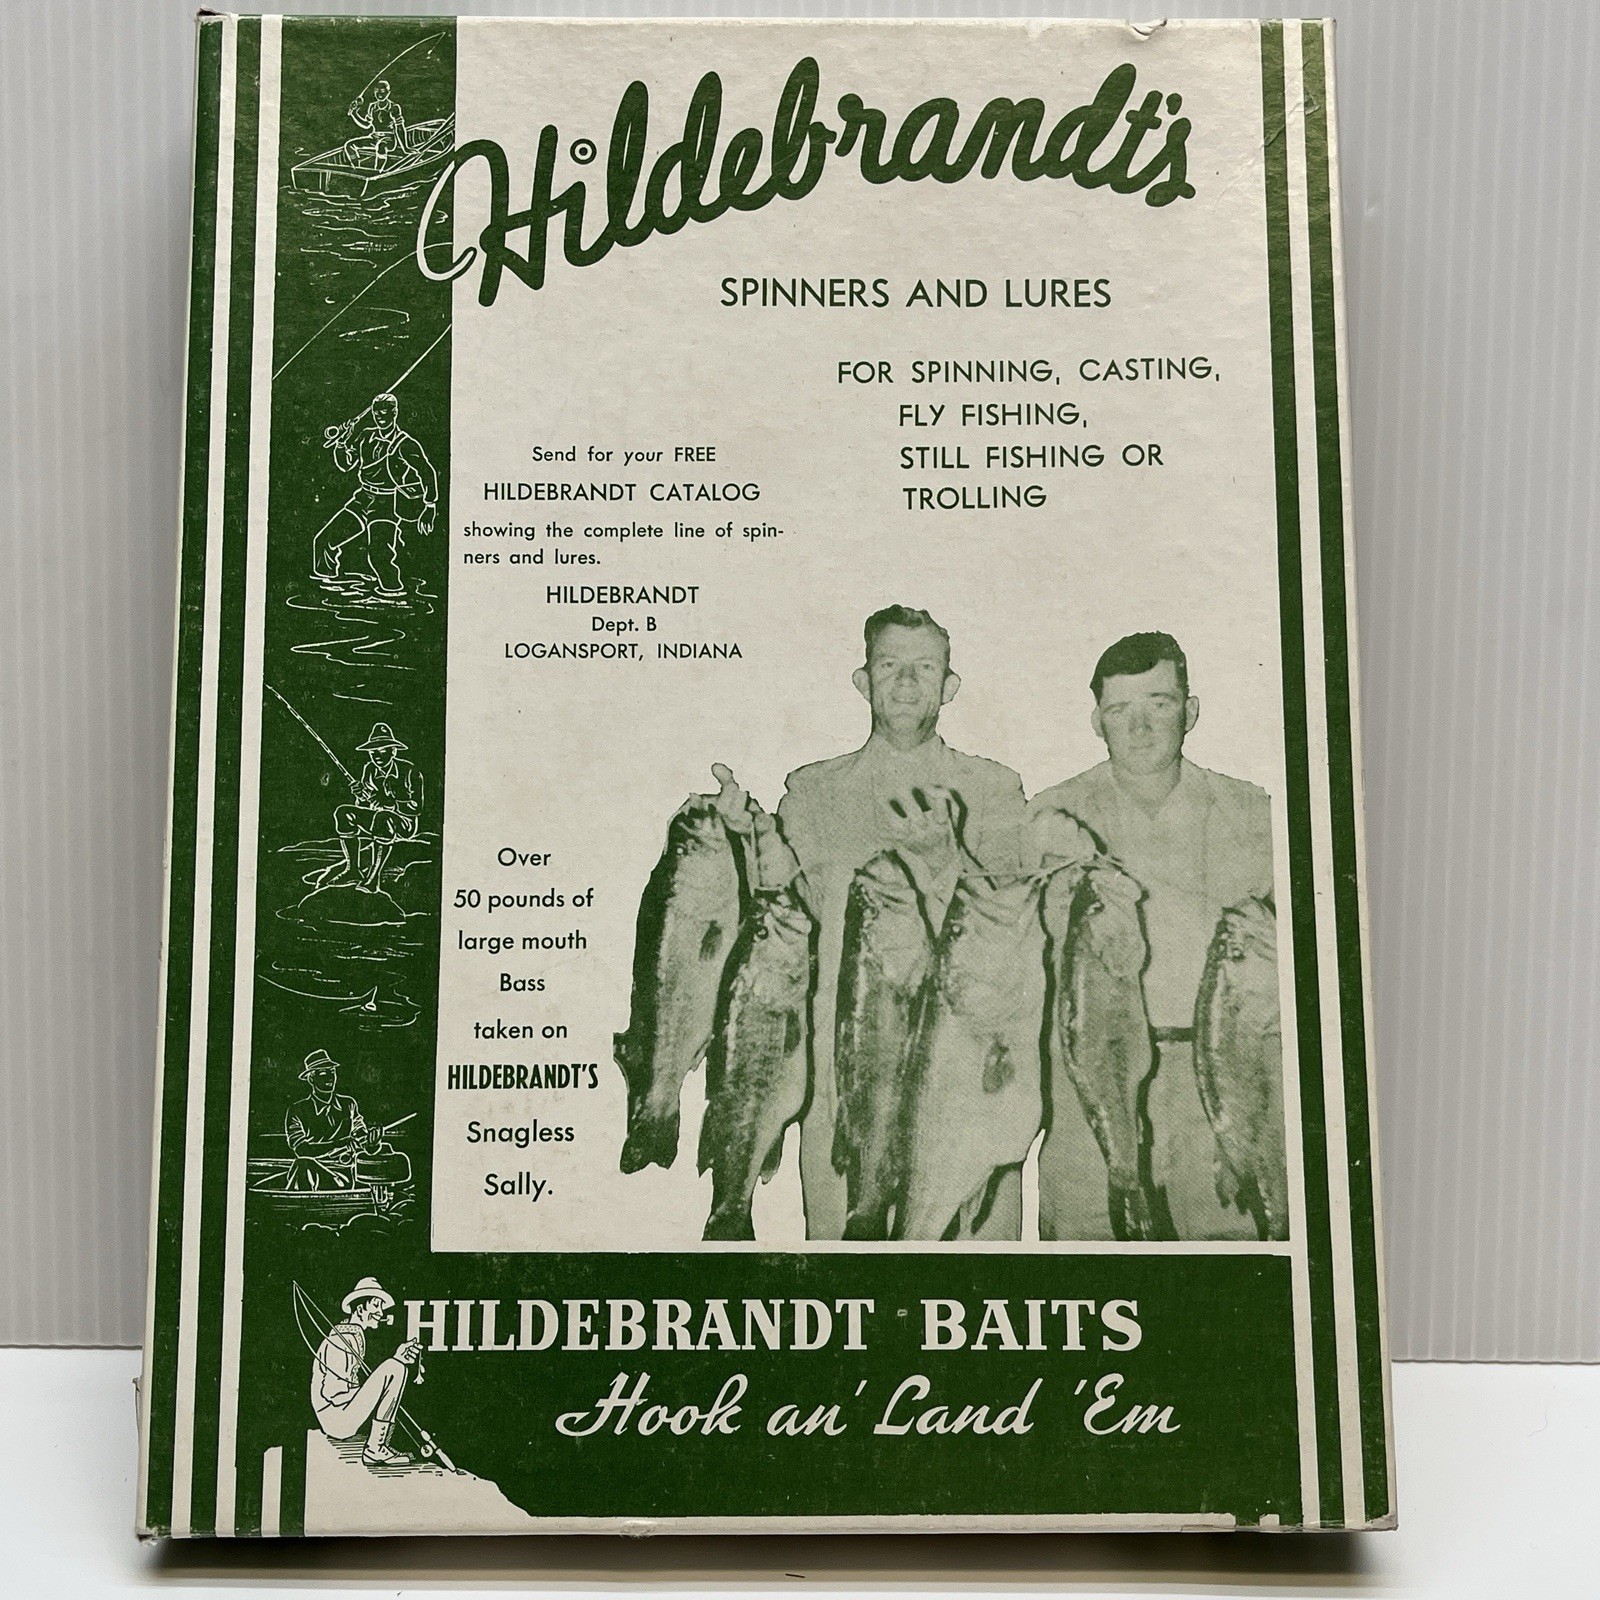 Hildebrandt's
SPINNERS AND LURES
FOR SPINNING, CASTING,
FLY FISHING,
STILL FISHING OR
TROLLING
Send for your FREE
HILDEBRANDT CATALOG
showing the complete line of spin-
ners and lures.
HILDEBRANDT
Dept. B
LOGANSPORT, INDIANA
Over
50 pounds of
large mouth
Bass
taken on
HILDEBRANDT'S
Snagless
Sally.
HILDEBRANDT BAITS
Hook an' Land 'Em